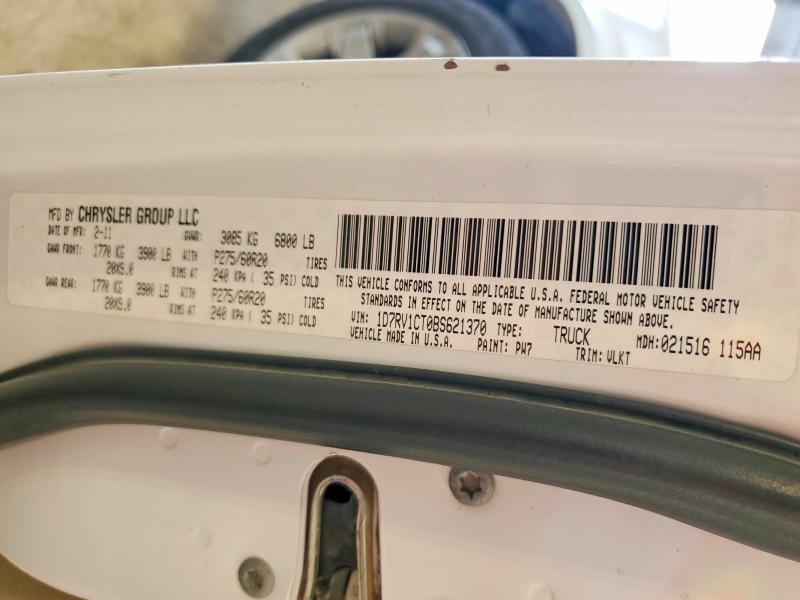 MFD BY CHRYSLER GROUP LLC
DATE OF MFR: 2-11 GVWR: 3085 KG 6800 LB
GAWR FRONT: 1770 KG 3900 LB WITH P275/60R20 TIRES
20X9.0 RIMS AT 240 KPA ( 35 PSI) COLD
GAWR REAR: 1770 KG 3900 LB WITH P275/60R20 TIRES
20X9.0 RIMS AT 240 KPA ( 35 PSI) COLD
THIS VEHICLE CONFORMS TO ALL APPLICABLE U.S.A. FEDERAL MOTOR VEHICLE SAFETY
STANDARDS IN EFFECT ON THE DATE OF MANUFACTURE SHOWN ABOVE.
VIN: 1D7RV1CT0BS621370 TYPE: TRUCK MDH:021516 115AA
VEHICLE MADE IN U.S.A. PAINT: PW7 TRIM: VLKT